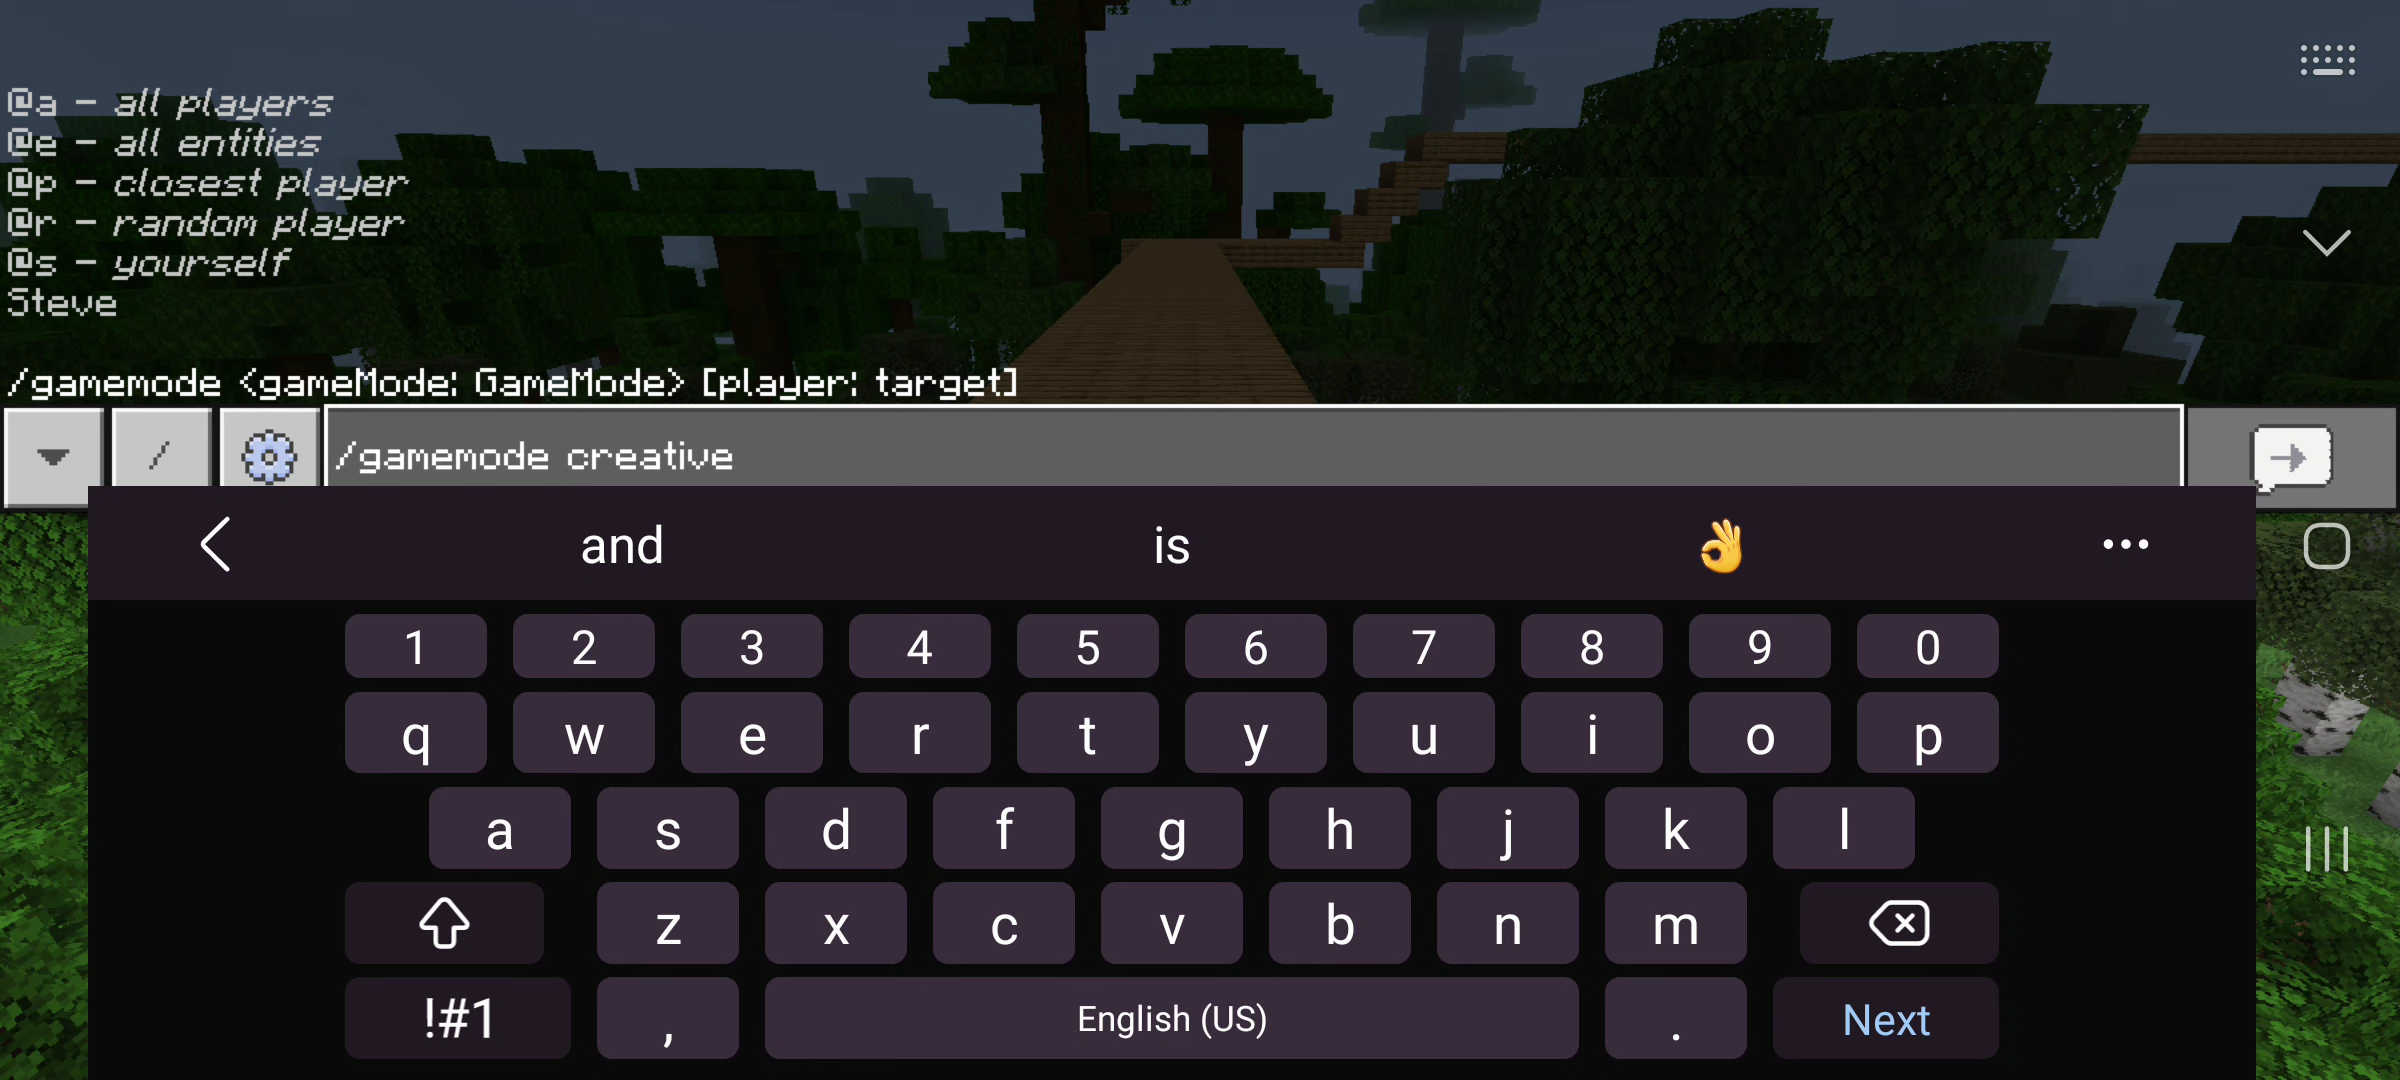 @a - all players
@e - all entities
@p - closest player
@r - random player
@s - yourself
Steve
/gamemode <gameMode: GameMode> [player: target]
/ /gamemode creative
and is 👌 ...
1 2 3 4 5 6 7 8 9 0
q w e r t y u i o p
a s d f g h j k l
z x c v b n m
!#1 , English (US) . Next